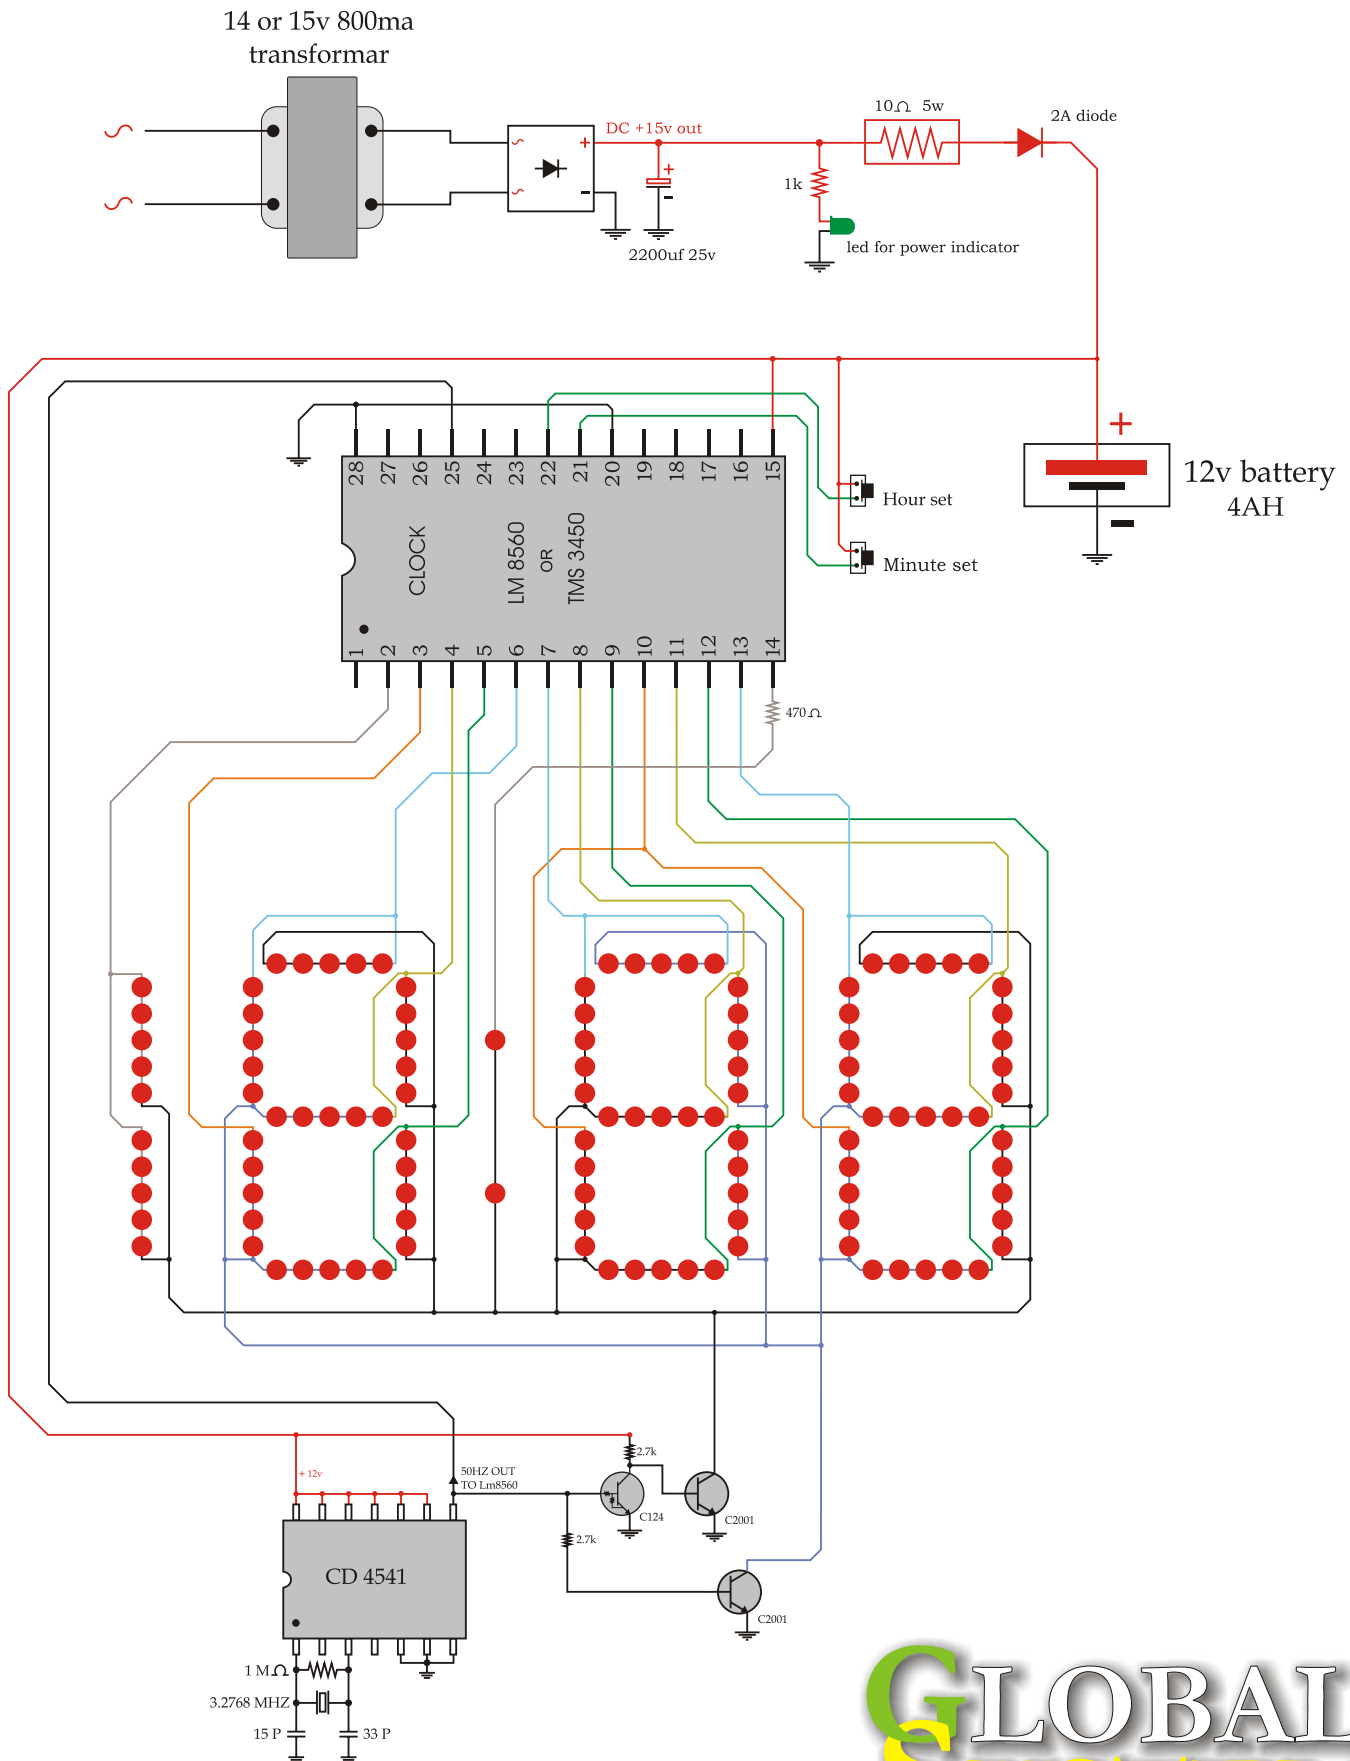 14 or 15v 800ma
transformar
DC +15v out
10Ω 5w
2A diode
1k
led for power indicator
2200uf 25v
12v battery
4AH
28 27 26 25 24 23 22 21 20 19 18 17 16 15
CLOCK
LM 8560
OR
TMS 3450
Hour set
Minute set
1 2 3 4 5 6 7 8 9 10 11 12 13 14
470Ω
+ 12v
50HZ OUT
TO Lm8560
2.7k
C124
C2001
2.7k
CD 4541
C2001
1 MΩ
3.2768 MHZ
15 P
33 P
GLOBAL